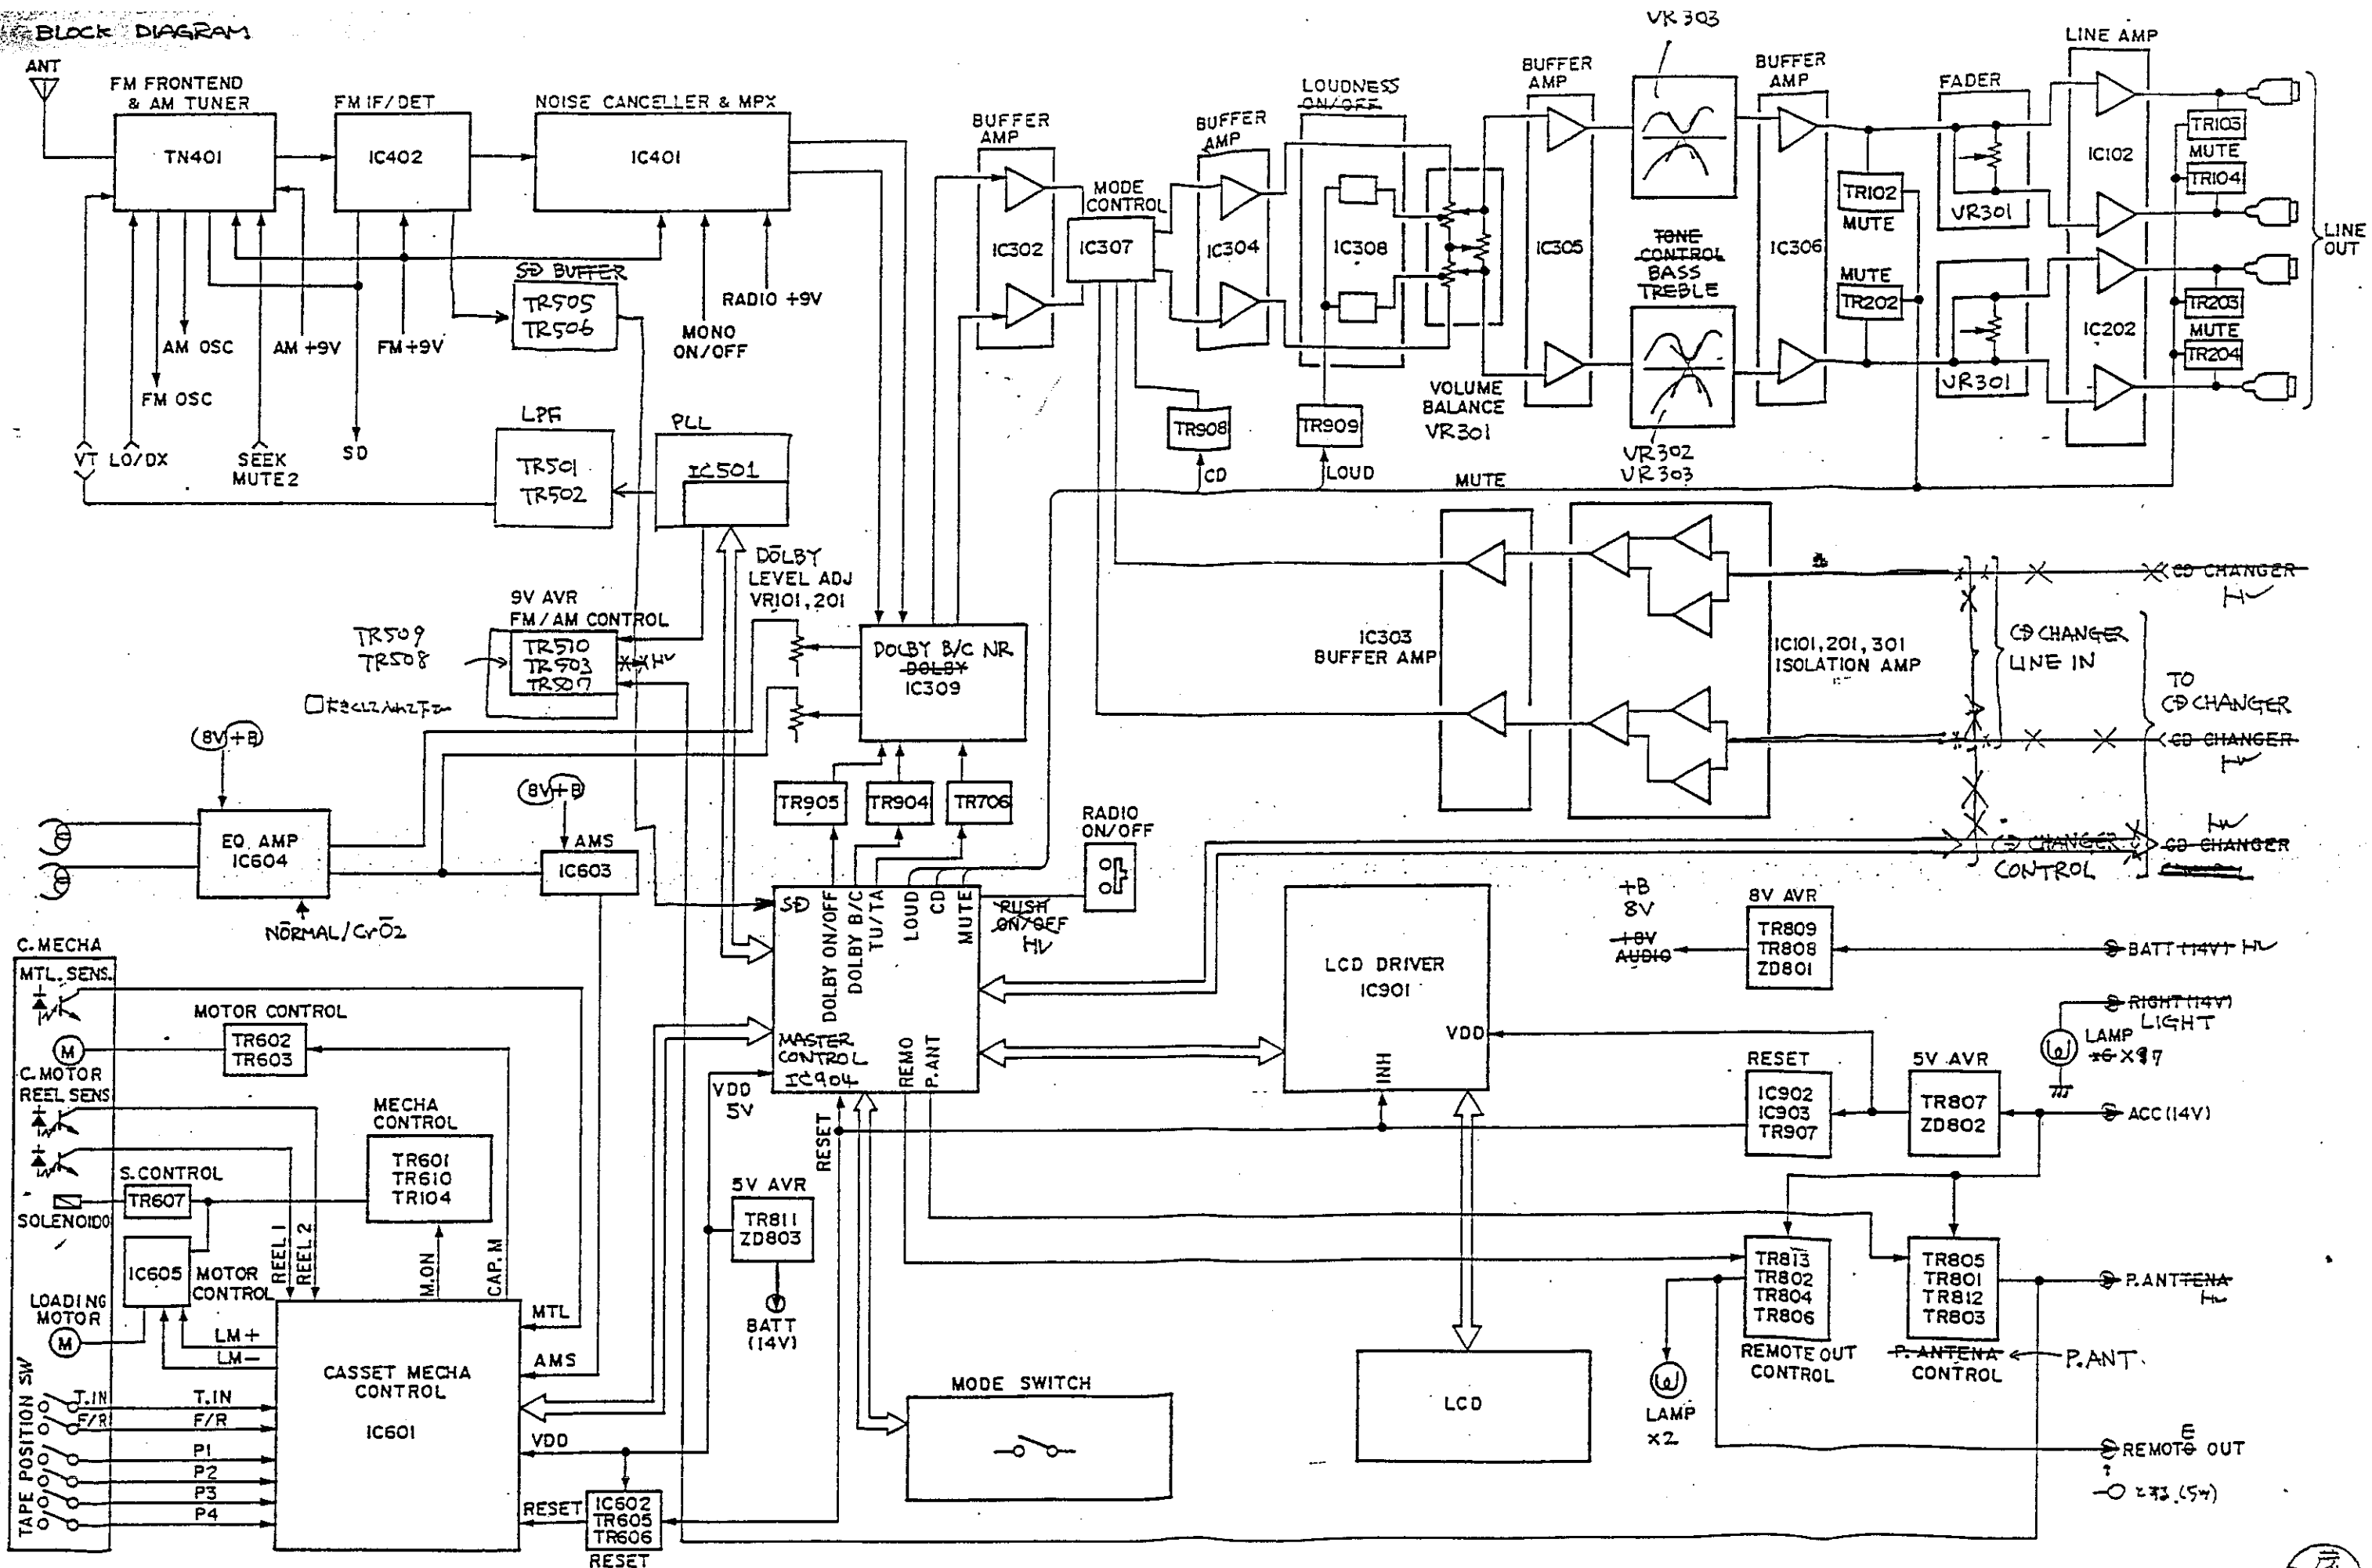 BLOCK DIAGRAM
ANT
FM FRONTEND
& AM TUNER
TN401
FM IF/DET
IC402
NOISE CANCELLER & MPX
IC401
SD BUFFER
TR505
TR506
RADIO +9V
MONO
ON/OFF
AM OSC
AM +9V
FM+9V
FM OSC
VT
LO/DX
SEEK
MUTE2
SD
LPF
TR501
TR502
PLL
IC501
BUFFER
AMP
IC302
MODE
CONTROL
IC307
BUFFER
AMP
IC304
LOUDNESS
ON/OFF
IC308
VOLUME
BALANCE
VR301
BUFFER
AMP
IC305
VR303
TONE
CONTROL
BASS
TREBLE
VR302
VR303
BUFFER
AMP
IC306
TR102
MUTE
MUTE
TR202
FADER
VR301
VR301
LINE AMP
IC102
IC202
TR103
MUTE
TR104
TR203
MUTE
TR204
LINE
OUT
TR908
CD
TR909
LOUD
MUTE
DOLBY
LEVEL ADJ
VR101,201
9V AVR
FM/AM CONTROL
TR510
TR503
TR507
TR509
TR508
DOLBY B/C NR
DOLBY
IC309
IC303
BUFFER AMP
IC101,201,301
ISOLATION AMP
CD CHANGER
CD CHANGER
LINE IN
TO
CD CHANGER
CD CHANGER
CD CHANGER
CONTROL
CD CHANGER
(8V+B)
EQ. AMP
IC604
NORMAL/CrO2
(8V+B)
AMS
IC603
TR905
TR904
TR706
RADIO
ON/OFF
PUSH
ON/OFF
SD
DOLBY ON/OFF
DOLBY B/C
TU/TA
LOUD
CD
MUTE
MASTER
CONTROL
IC904
REMO
P.ANT
VDD
5V
RESET
LCD DRIVER
IC901
VDD
INH
+B
8V
+8V
AUDIO
8V AVR
TR809
TR808
ZD801
BATT (14V)
RIGHT (14V)
LIGHT
LAMP
x6 X97
RESET
IC902
IC903
TR907
5V AVR
TR807
ZD802
ACC (14V)
C.MECHA
MTL. SENS.
MOTOR CONTROL
TR602
TR603
M
C.MOTOR
REEL SENS
MECHA
CONTROL
TR601
TR610
TR104
S.CONTROL
TR607
SOLENOIDO
IC605
MOTOR
CONTROL
LOADING
MOTOR
M
LM+
LM-
REEL 1
REEL 2
M.ON
CAP.M
MTL
AMS
VDD
CASSET MECHA
CONTROL
IC601
TAPE POSITION SW
T.IN
T.IN
F/R
F/R
P1
P2
P3
P4
RESET
IC602
TR605
TR606
RESET
5V AVR
TR811
ZD803
BATT
(14V)
MODE SWITCH
LCD
TR813
TR802
TR804
TR806
REMOTE OUT
CONTROL
LAMP
x2
TR805
TR801
TR812
TR803
P.ANTENA
CONTROL
P.ANT.
P.ANTTENA
E
REMOTO OUT